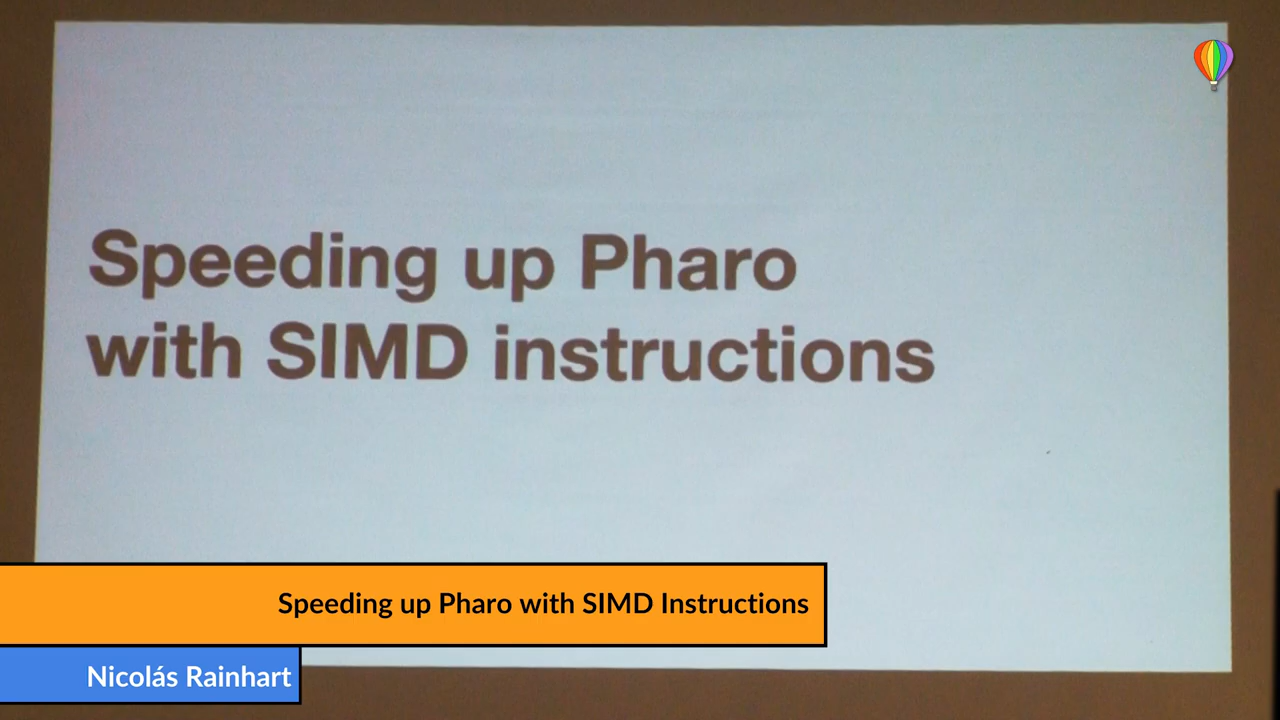 Speeding up Pharo
with SIMD instructions
Speeding up Pharo with SIMD Instructions
Nicolás Rainhart